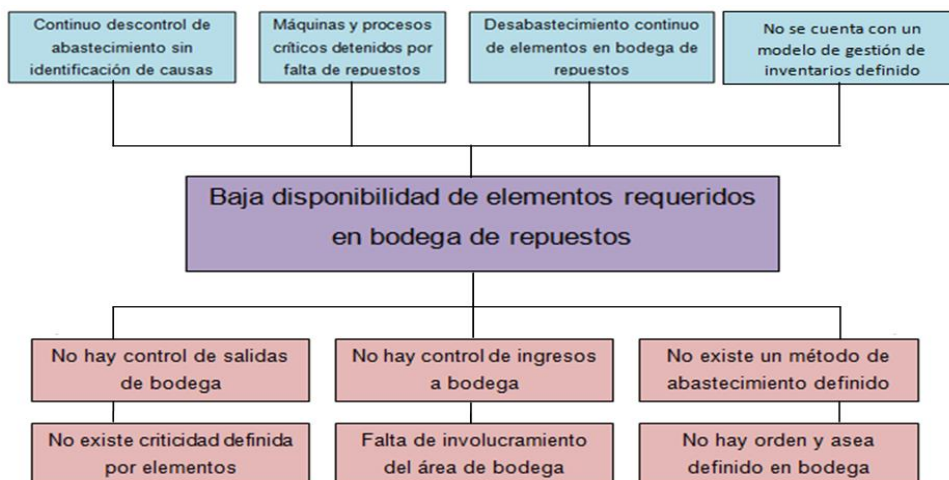 Continuo descontrol de
abastecimiento sin
identificación de causas
Máquinas y procesos
críticos detenidos por
falta de repuestos
Desabastecimiento continuo
de elementos en bodega de
repuestos
No se cuenta con un
modelo de gestión de
inventarios definido
Baja disponibilidad de elementos requeridos
en bodega de repuestos
No hay control de salidas
de bodega
No hay control de ingresos
a bodega
No existe un método de
abastecimiento definido
No existe criticidad definida
por elementos
Falta de involucramiento
del área de bodega
No hay orden y asea
definido en bodega